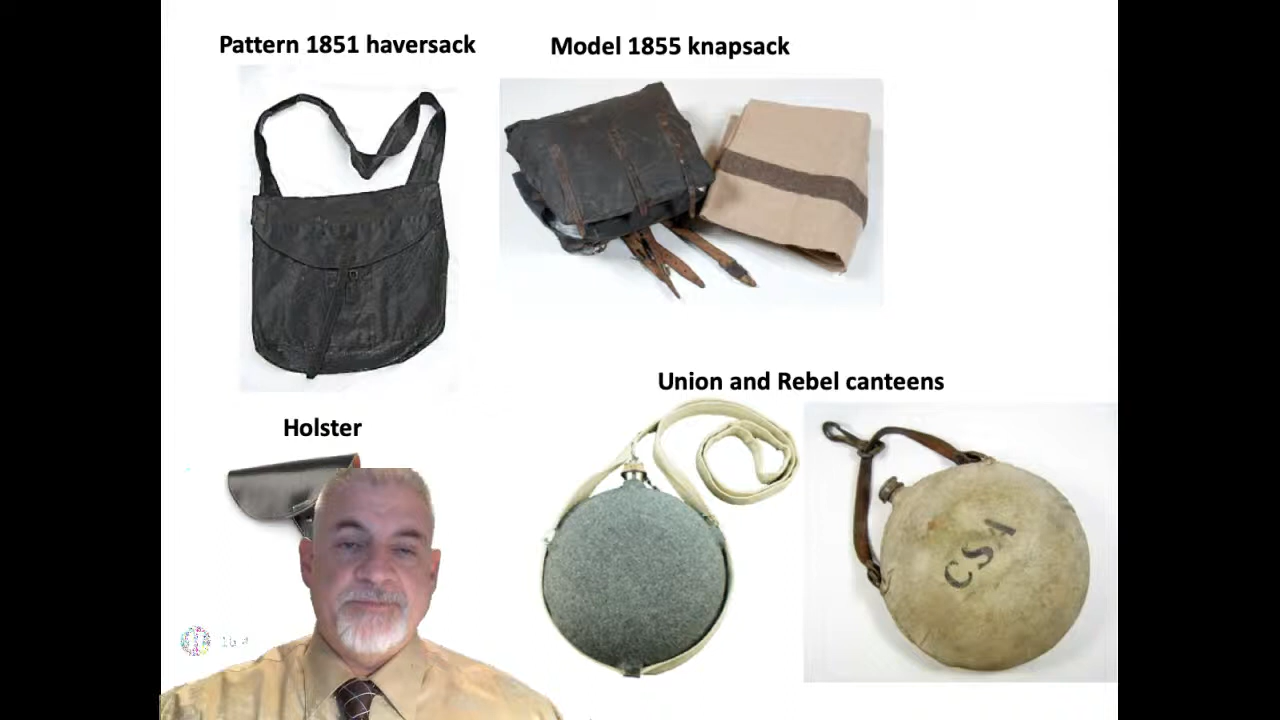 Pattern 1851 haversack
Model 1855 knapsack
Union and Rebel canteens
Holster
CSA